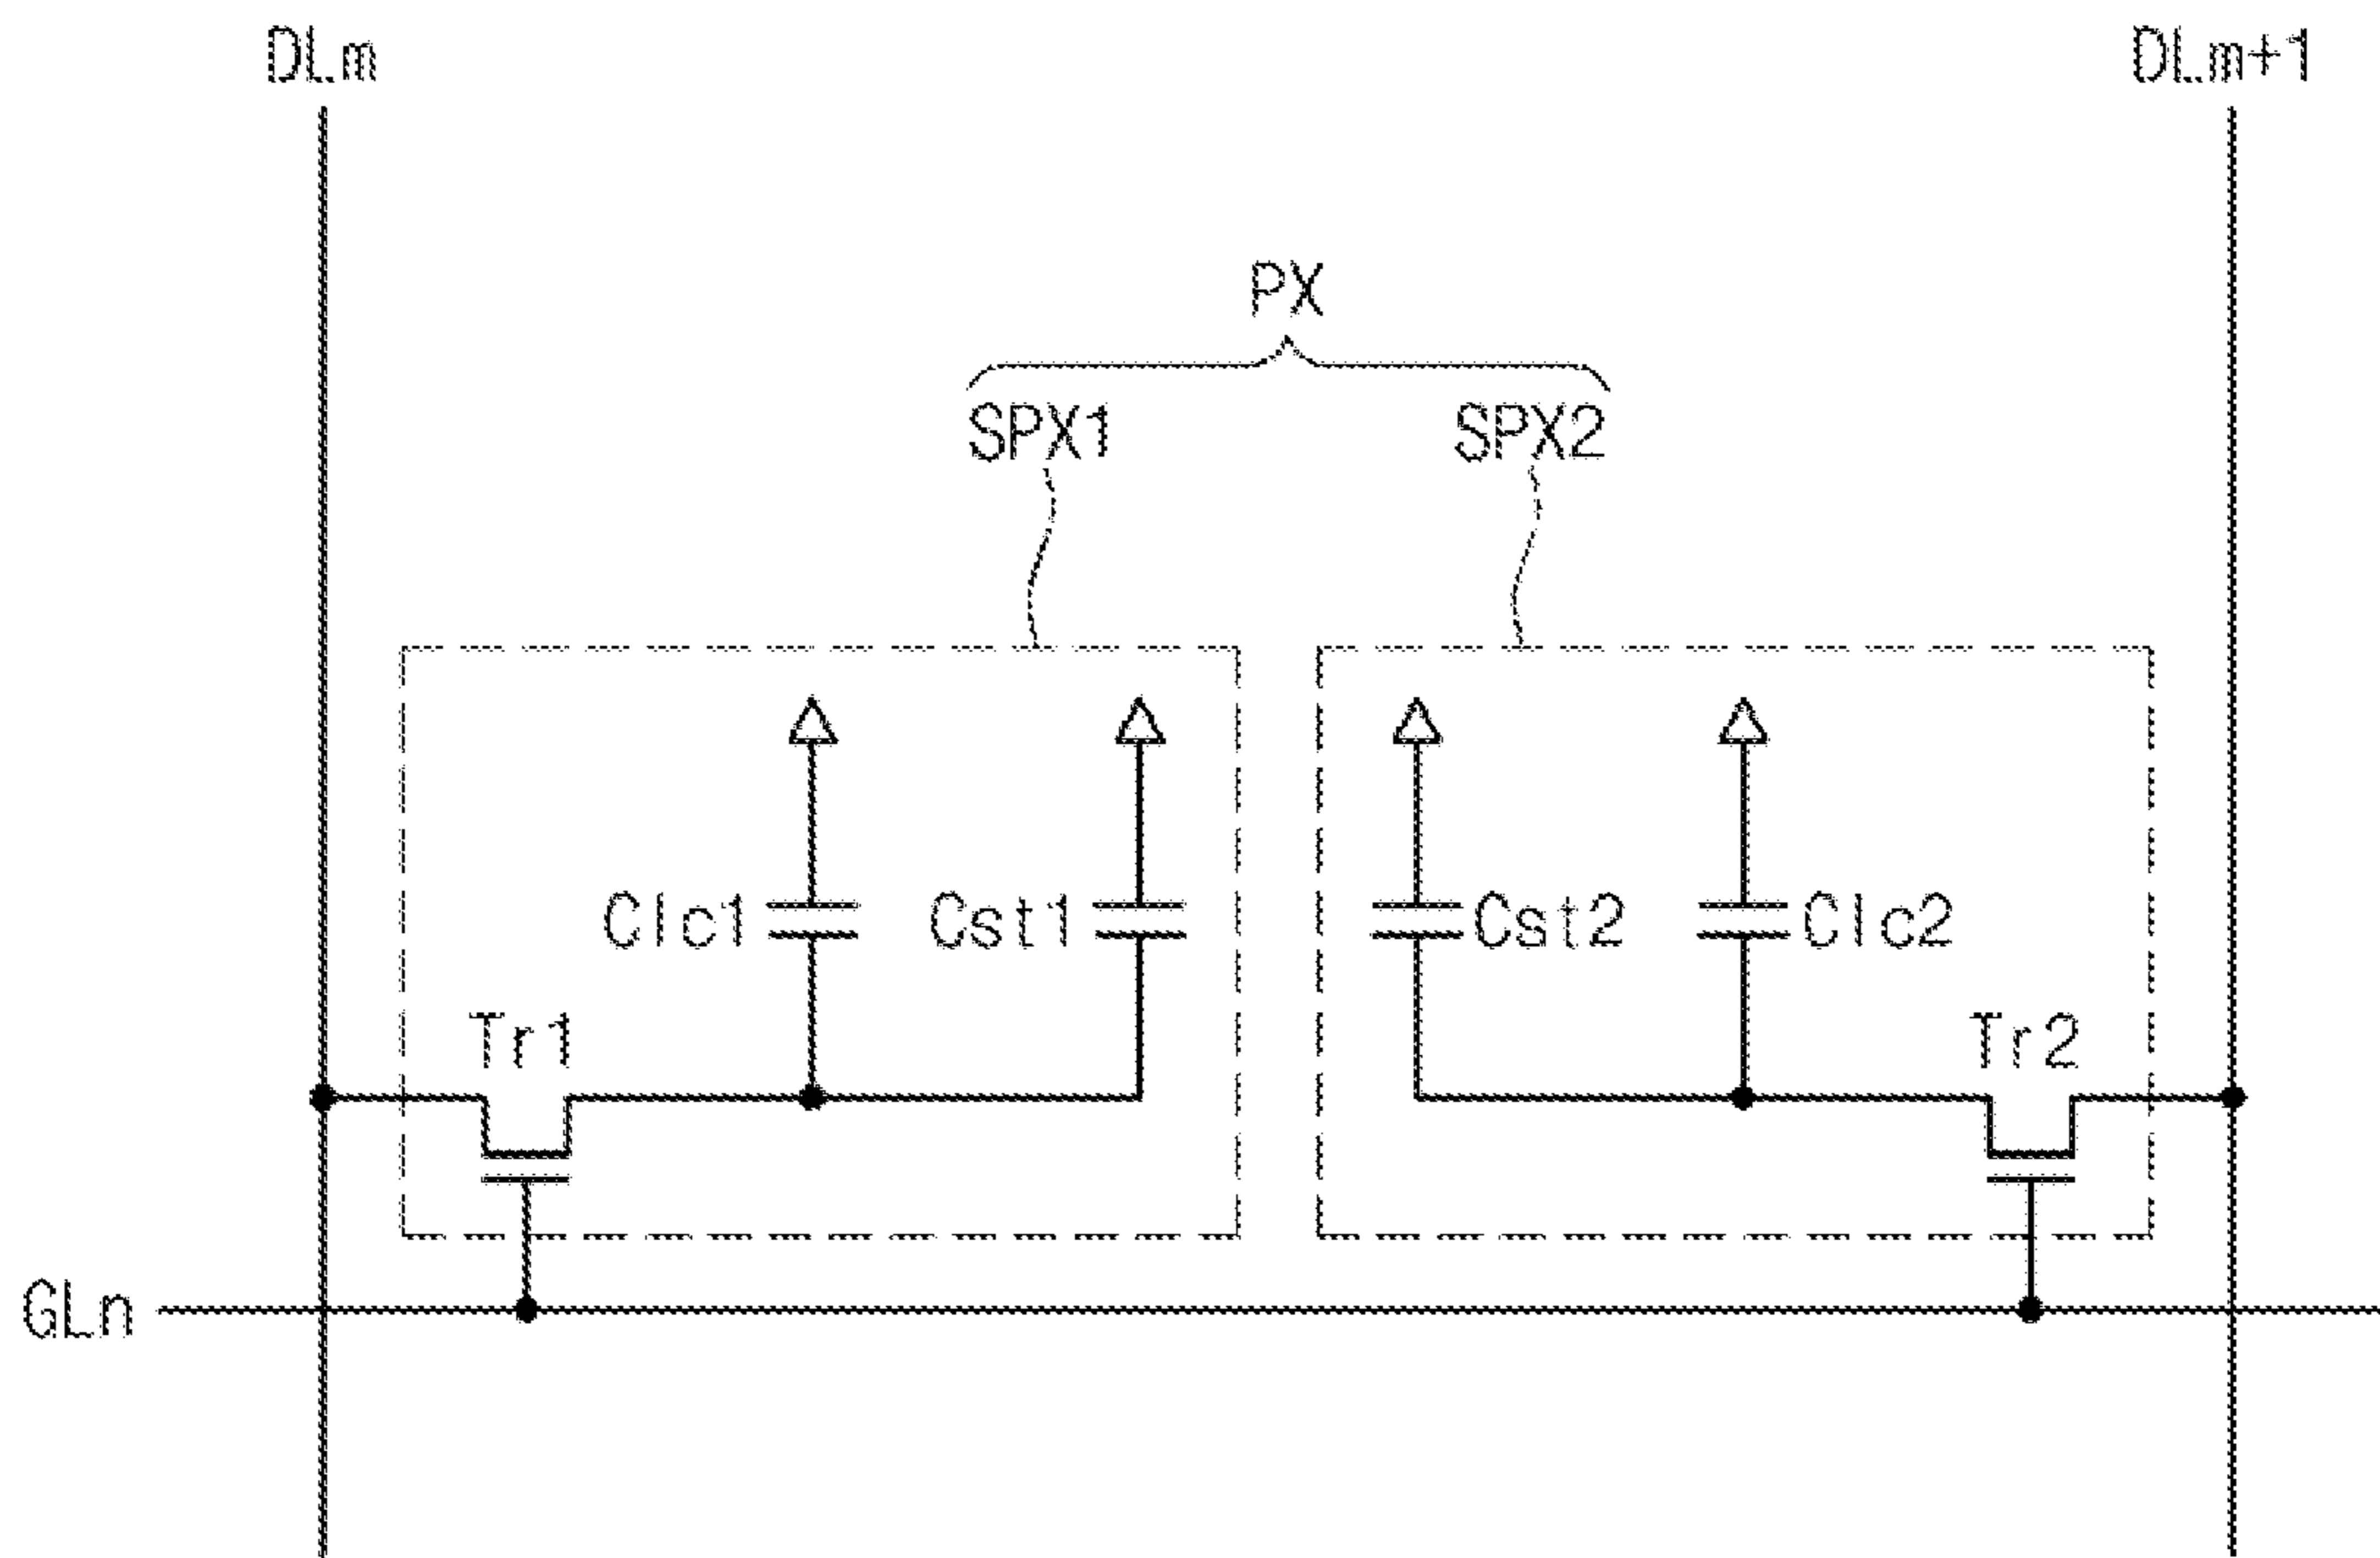 DLm DLm+1
PX
SPX1 SPX2
Clc1 Cst1 Cst2 Clc2
Tr1 Tr2
GLn